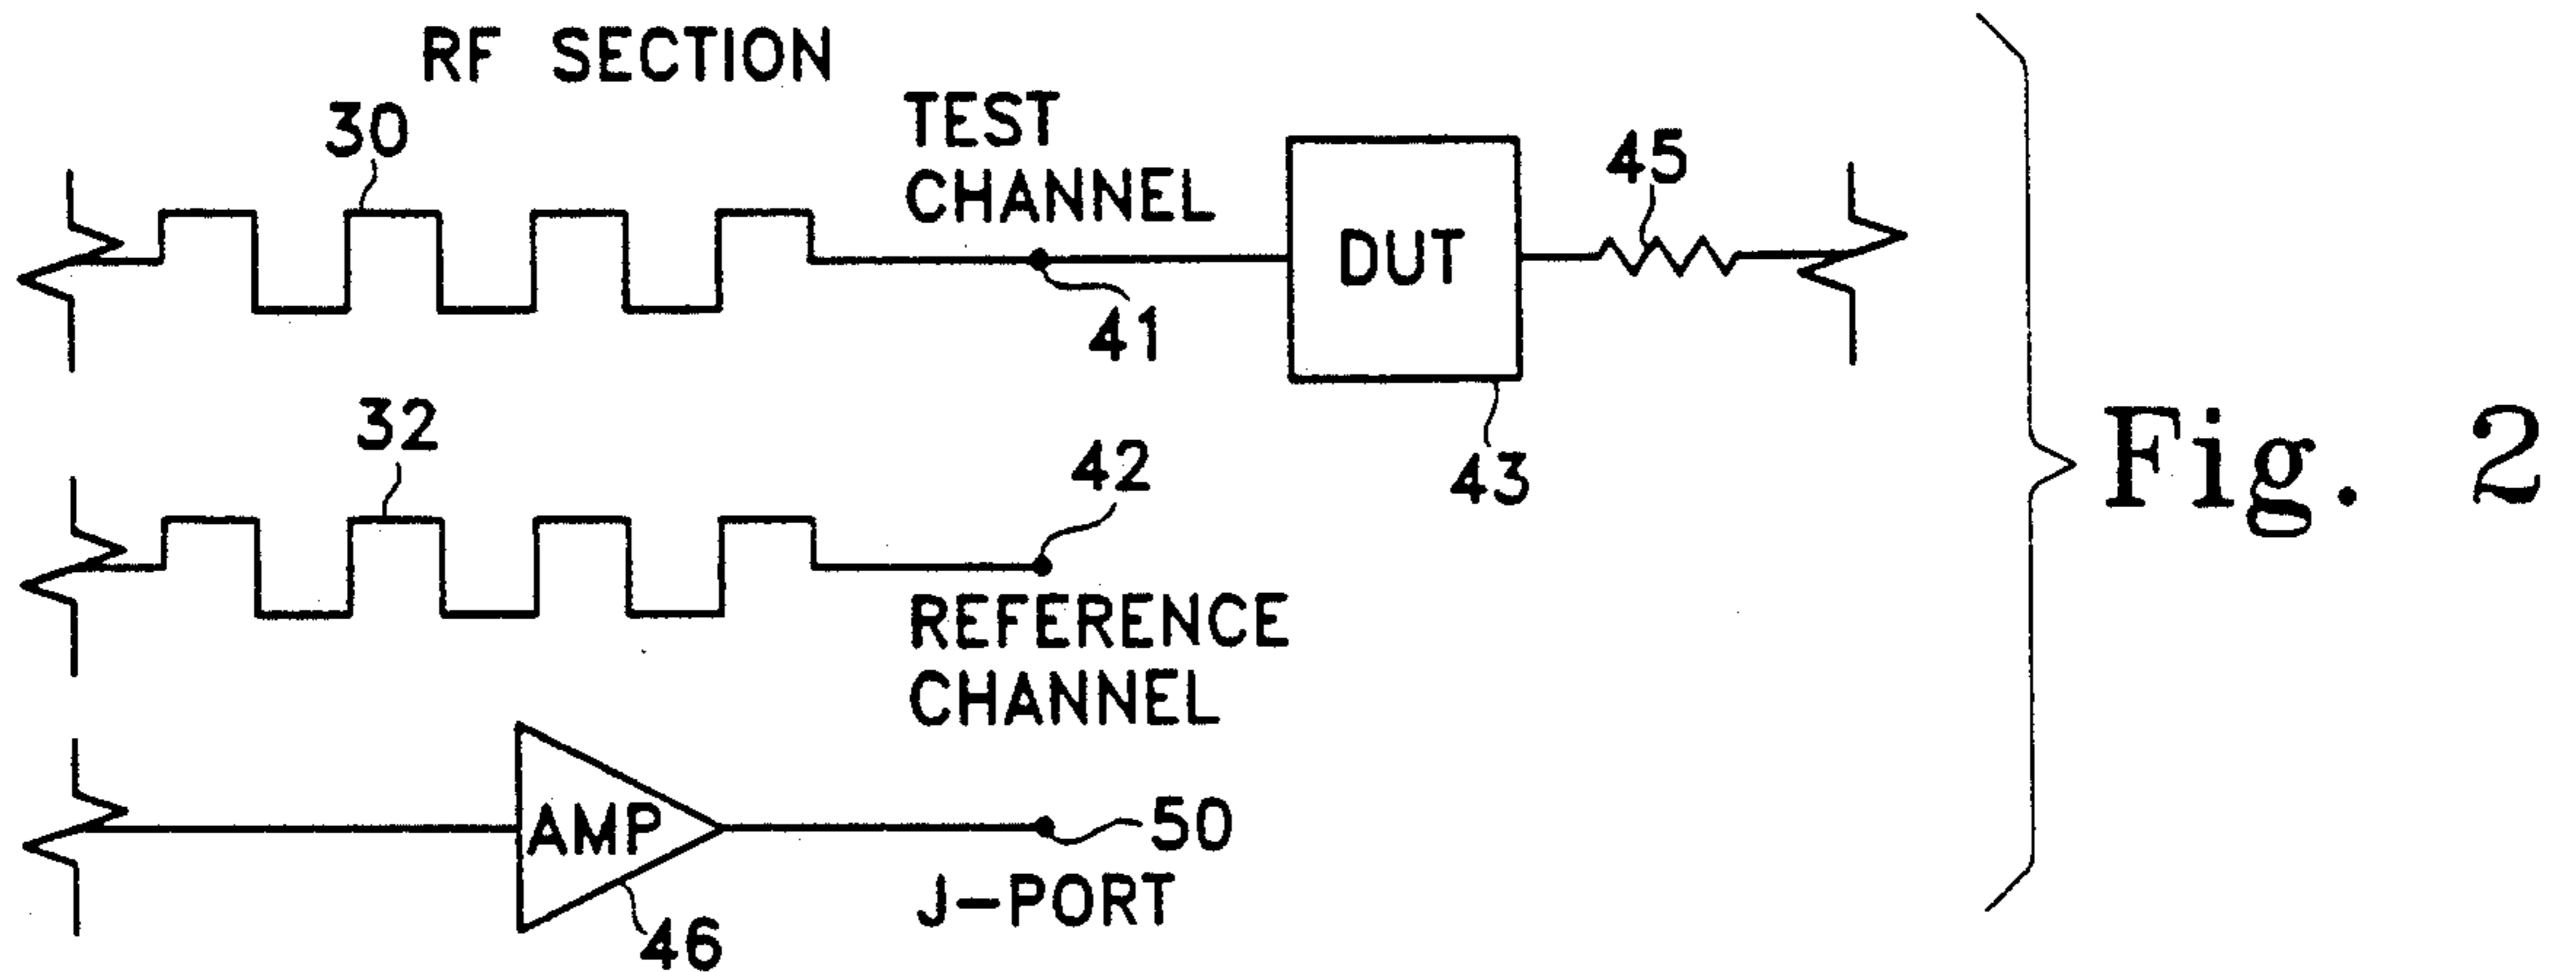 RF SECTION
30
TEST
CHANNEL
45
DUT
41
43
32
42
REFERENCE
CHANNEL
AMP
50
J-PORT
46
Fig. 2